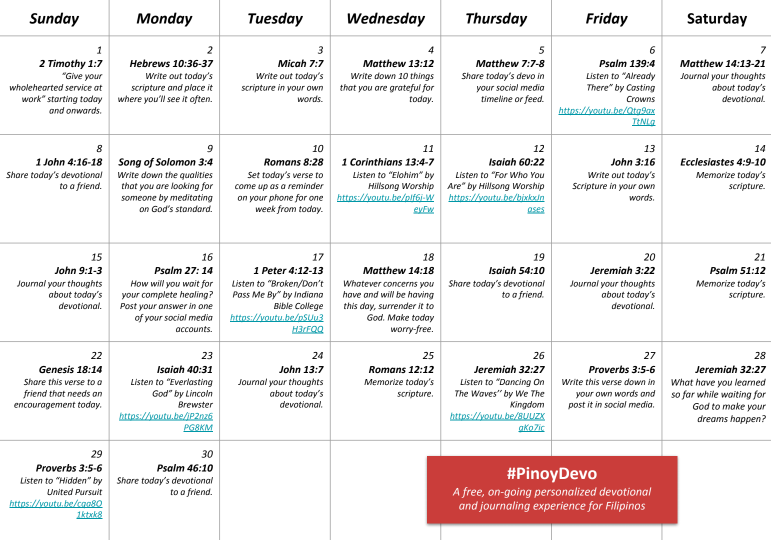 Sunday Monday Tuesday Wednesday Thursday Friday Saturday
1
2 Timothy 1:7
"Give your
wholehearted service at
work" starting today
and onwards.
2
Hebrews 10:36-37
Write out today's
scripture and place it
where you'll see it often.
3
Micah 7:7
Write out today's
scripture in your own
words.
4
Matthew 13:12
Write down 10 things
that you are grateful for
today.
5
Matthew 7:7-8
Share today's devo in
your social media
timeline or feed.
6
Psalm 139:4
Listen to "Already
There" by Casting
Crowns
https://youtu.be/Qtg9ax
TtNLg
7
Matthew 14:13-21
Journal your thoughts
about today's
devotional.
8
1 John 4:16-18
Share today's devotional
to a friend.
9
Song of Solomon 3:4
Write down the qualities
that you are looking for
someone by meditating
on God's standard.
10
Romans 8:28
Set today's verse to
come up as a reminder
on your phone for one
week from today.
11
1 Corinthians 13:4-7
Listen to "Elohim" by
Hillsong Worship
https://youtu.be/plf6j-W
eyFw
12
Isaiah 60:22
Listen to "For Who You
Are" by Hillsong Worship
https://youtu.be/bjxkxJn
ases
13
John 3:16
Write out today's
Scripture in your own
words.
14
Ecclesiastes 4:9-10
Memorize today's
scripture.
15
John 9:1-3
Journal your thoughts
about today's
devotional.
16
Psalm 27: 14
How will you wait for
your complete healing?
Post your answer in one
of your social media
accounts.
17
1 Peter 4:12-13
Listen to "Broken/Don't
Pass Me By" by Indiana
Bible College
https://youtu.be/pSUu3
H3rFQQ
18
Matthew 14:18
Whatever concerns you
have and will be having
this day, surrender it to
God. Make today
worry-free.
19
Isaiah 54:10
Share today's devotional
to a friend.
20
Jeremiah 3:22
Journal your thoughts
about today's
devotional.
21
Psalm 51:12
Memorize today's
scripture.
22
Genesis 18:14
Share this verse to a
friend that needs an
encouragement today.
23
Isaiah 40:31
Listen to "Everlasting
God" by Lincoln
Brewster
https://youtu.be/JP2nz6
PG8KM
24
John 13:7
Journal your thoughts
about today's
devotional.
25
Romans 12:12
Memorize today's
scripture.
26
Jeremiah 32:27
Listen to "Dancing On
The Waves'' by We The
Kingdom
https://youtu.be/8UUZX
gKo7ic
27
Proverbs 3:5-6
Write this verse down in
your own words and
post it in social media.
28
Jeremiah 32:27
What have you learned
so far while waiting for
God to make your
dreams happen?
29
Proverbs 3:5-6
Listen to "Hidden" by
United Pursuit
https://youtu.be/cqa8O
1ktxk8
30
Psalm 46:10
Share today's devotional
to a friend.
#PinoyDevo
A free, on-going personalized devotional
and journaling experience for Filipinos